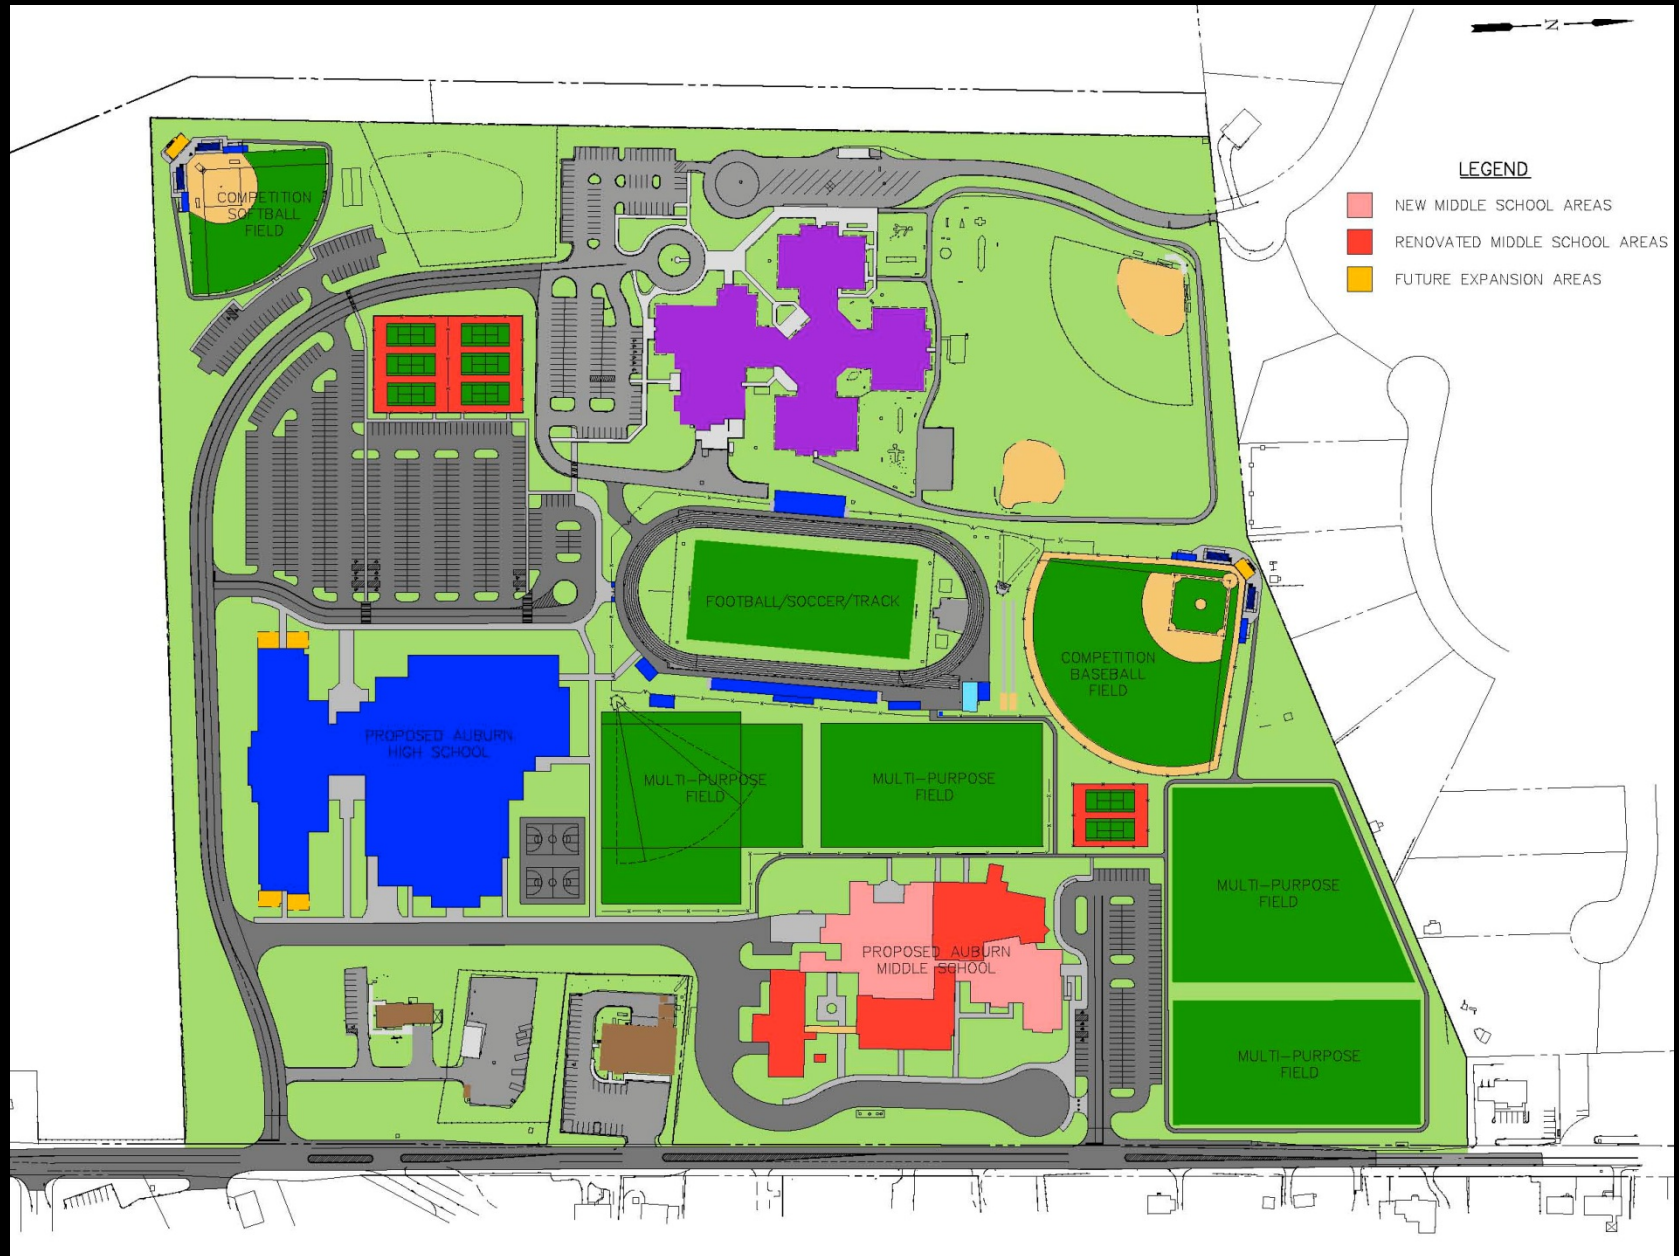 N
LEGEND
NEW MIDDLE SCHOOL AREAS
RENOVATED MIDDLE SCHOOL AREAS
FUTURE EXPANSION AREAS
COMPETITION
SOFTBALL
FIELD
FOOTBALL/SOCCER/TRACK
COMPETITION
BASEBALL
FIELD
PROPOSED AUBURN
HIGH SCHOOL
MULTI-PURPOSE
FIELD
MULTI-PURPOSE
FIELD
MULTI-PURPOSE
FIELD
PROPOSED AUBURN
MIDDLE SCHOOL
MULTI-PURPOSE
FIELD